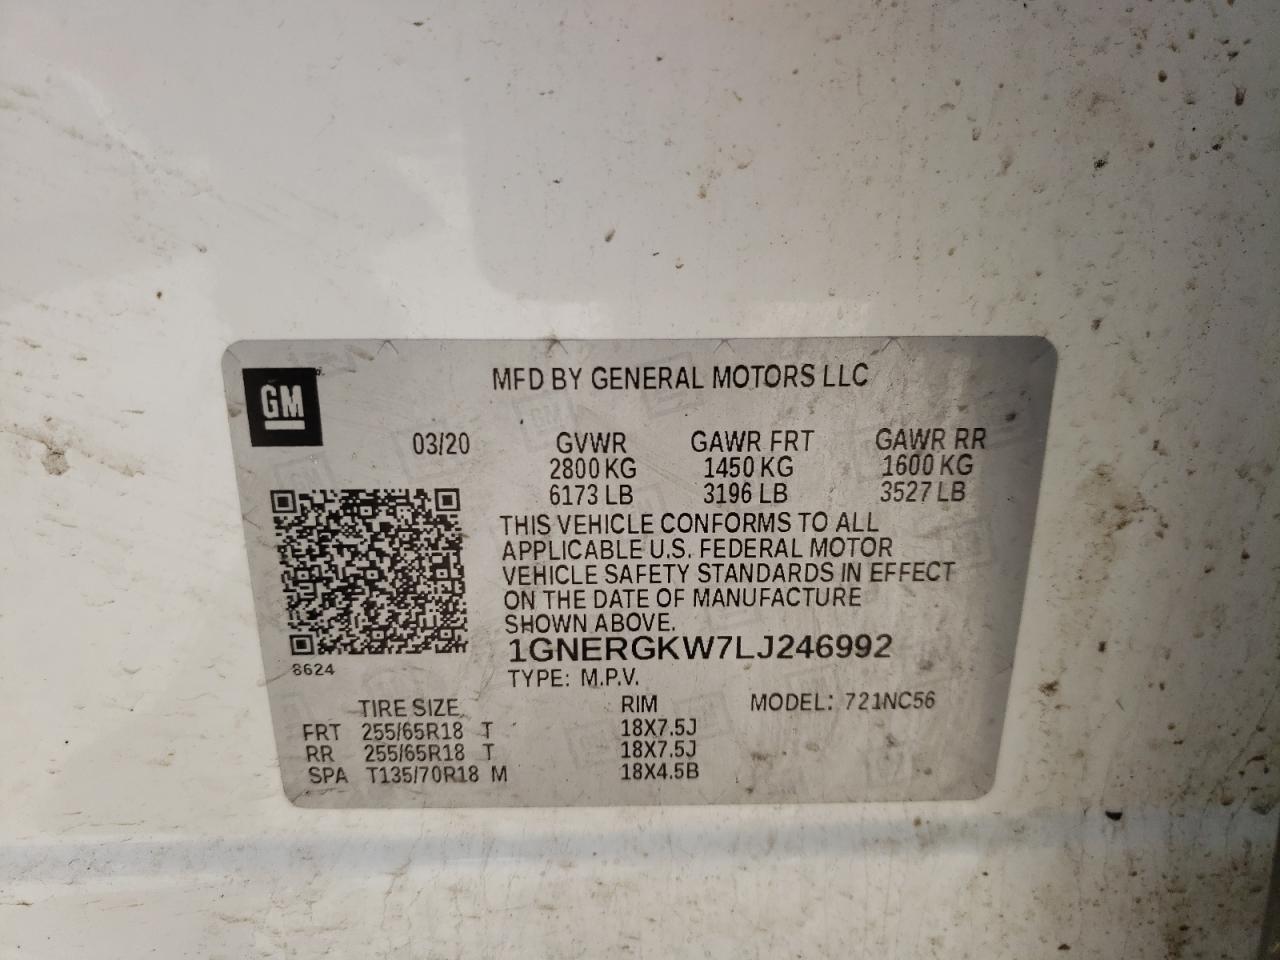 MFD BY GENERAL MOTORS LLC
GM
03/20 GVWR GAWR FRT GAWR RR
2800 KG 1450 KG 1600 KG
6173 LB 3196 LB 3527 LB
THIS VEHICLE CONFORMS TO ALL
APPLICABLE U.S. FEDERAL MOTOR
VEHICLE SAFETY STANDARDS IN EFFECT
ON THE DATE OF MANUFACTURE
SHOWN ABOVE.
1GNERGKW7LJ246992
8624
TYPE: M.P.V.
TIRE SIZE RIM MODEL: 721NC56
FRT 255/65R18 T 18X7.5J
RR 255/65R18 T 18X7.5J
SPA T135/70R18 M 18X4.5B